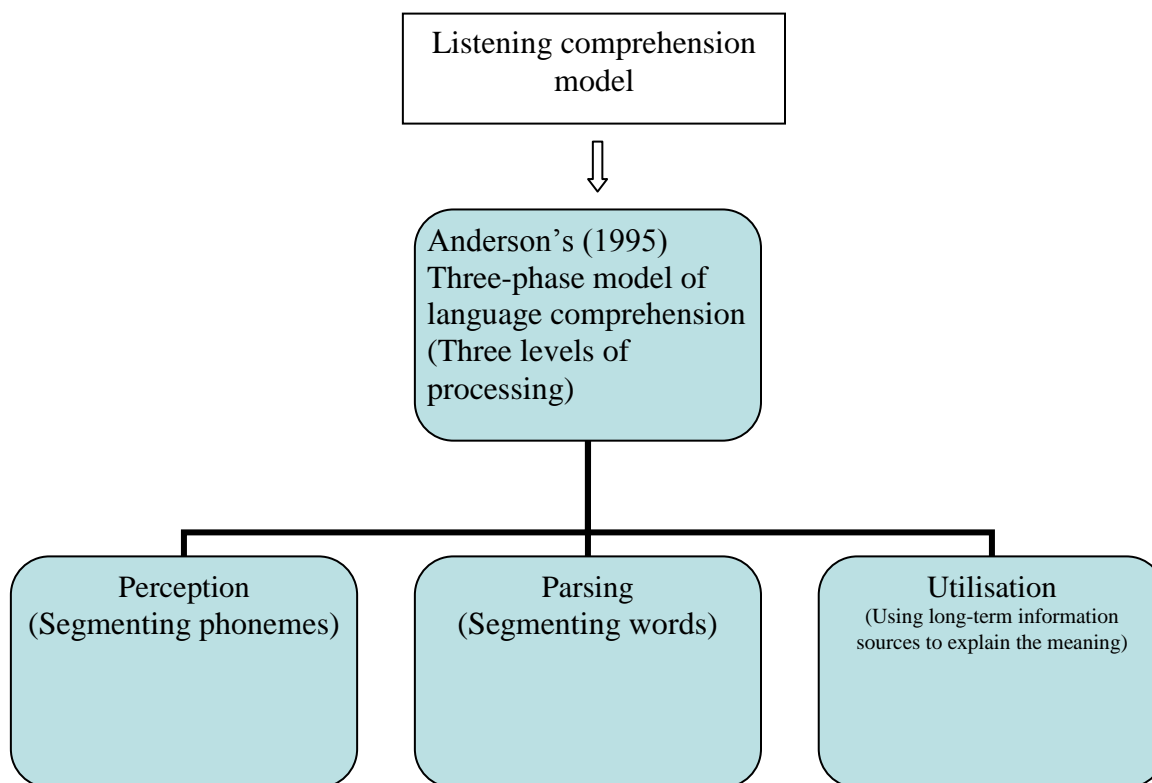 Listening comprehension
model
Anderson’s (1995)
Three-phase model of
language comprehension
(Three levels of
processing)
Perception
(Segmenting phonemes)
Parsing
(Segmenting words)
Utilisation
(Using long-term information
sources to explain the meaning)